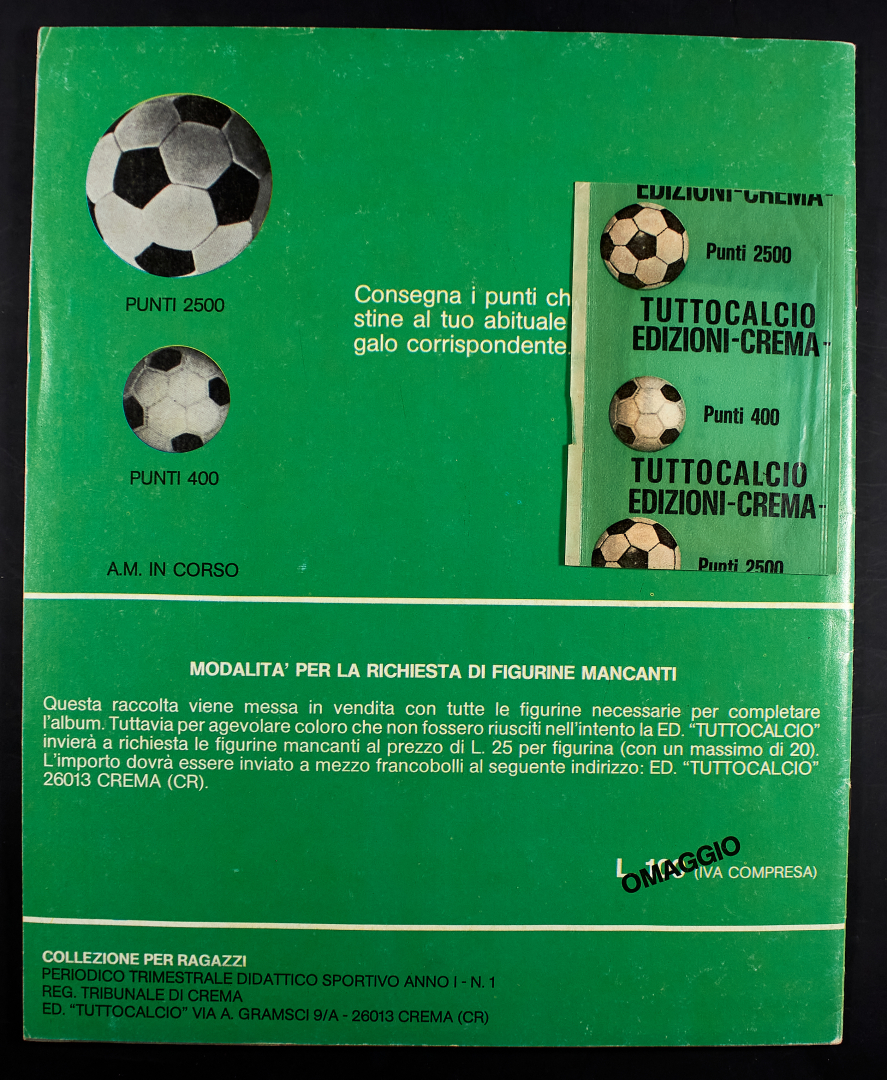 PUNTI 2500
PUNTI 400
A.M. IN CORSO
Consegna i punti ch
stine al tuo abituale
galo corrispondente.
EDIZIONI-CREMA-
Punti 2500
TUTTOCALCIO
EDIZIONI-CREMA-
Punti 400
TUTTOCALCIO
EDIZIONI-CREMA-
Punti 2500
MODALITA' PER LA RICHIESTA DI FIGURINE MANCANTI
Questa raccolta viene messa in vendita con tutte le figurine necessarie per completare
l'album. Tuttavia per agevolare coloro che non fossero riusciti nell'intento la ED. "TUTTOCALCIO"
invierà a richiesta le figurine mancanti al prezzo di L. 25 per figurina (con un massimo di 20).
L'importo dovrà essere inviato a mezzo francobolli al seguente indirizzo: ED. "TUTTOCALCIO"
26013 CREMA (CR).
L. (IVA COMPRESA)
OMAGGIO
COLLEZIONE PER RAGAZZI
PERIODICO TRIMESTRALE DIDATTICO SPORTIVO ANNO I - N. 1
REG. TRIBUNALE DI CREMA
ED. "TUTTOCALCIO" VIA A. GRAMSCI 9/A - 26013 CREMA (CR)